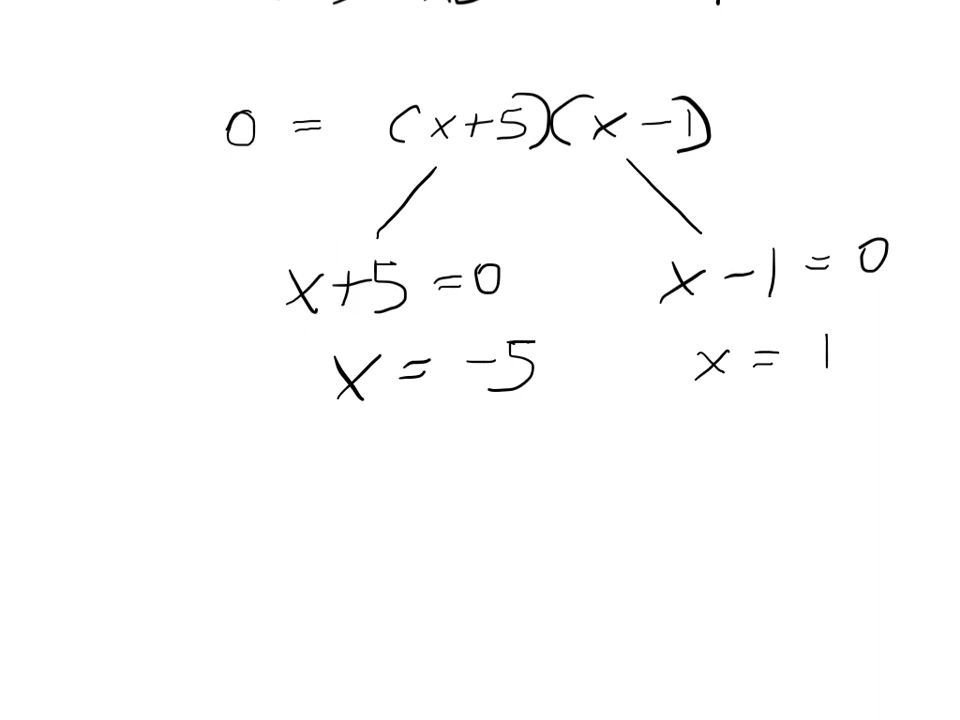 0 = (x+5)(x-1)
x+5=0 x-1=0
x=-5 x=1